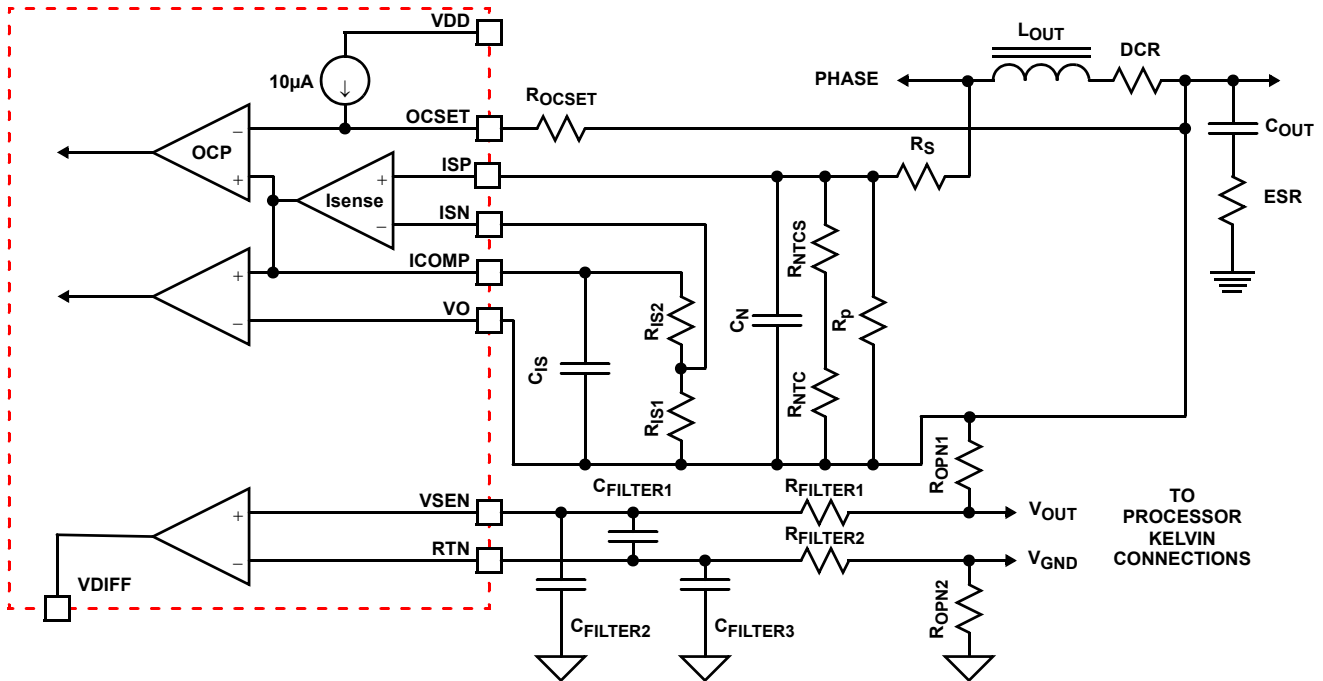 VDD
10µA
OCSET
ROCSET
PHASE
LOUT
DCR
COUT
ESR
OCP
−
+
Isense
+
−
ISP
ISN
RS
ICOMP
VO
+
−
CIS
RIS2
RIS1
CN
RNTCS
RNTC
Rp
ROPN1
VSEN
RTN
+
−
VDIFF
CFILTER1
RFILTER1
RFILTER2
CFILTER2
CFILTER3
ROPN2
VOUT
VGND
TO
PROCESSOR
KELVIN
CONNECTIONS